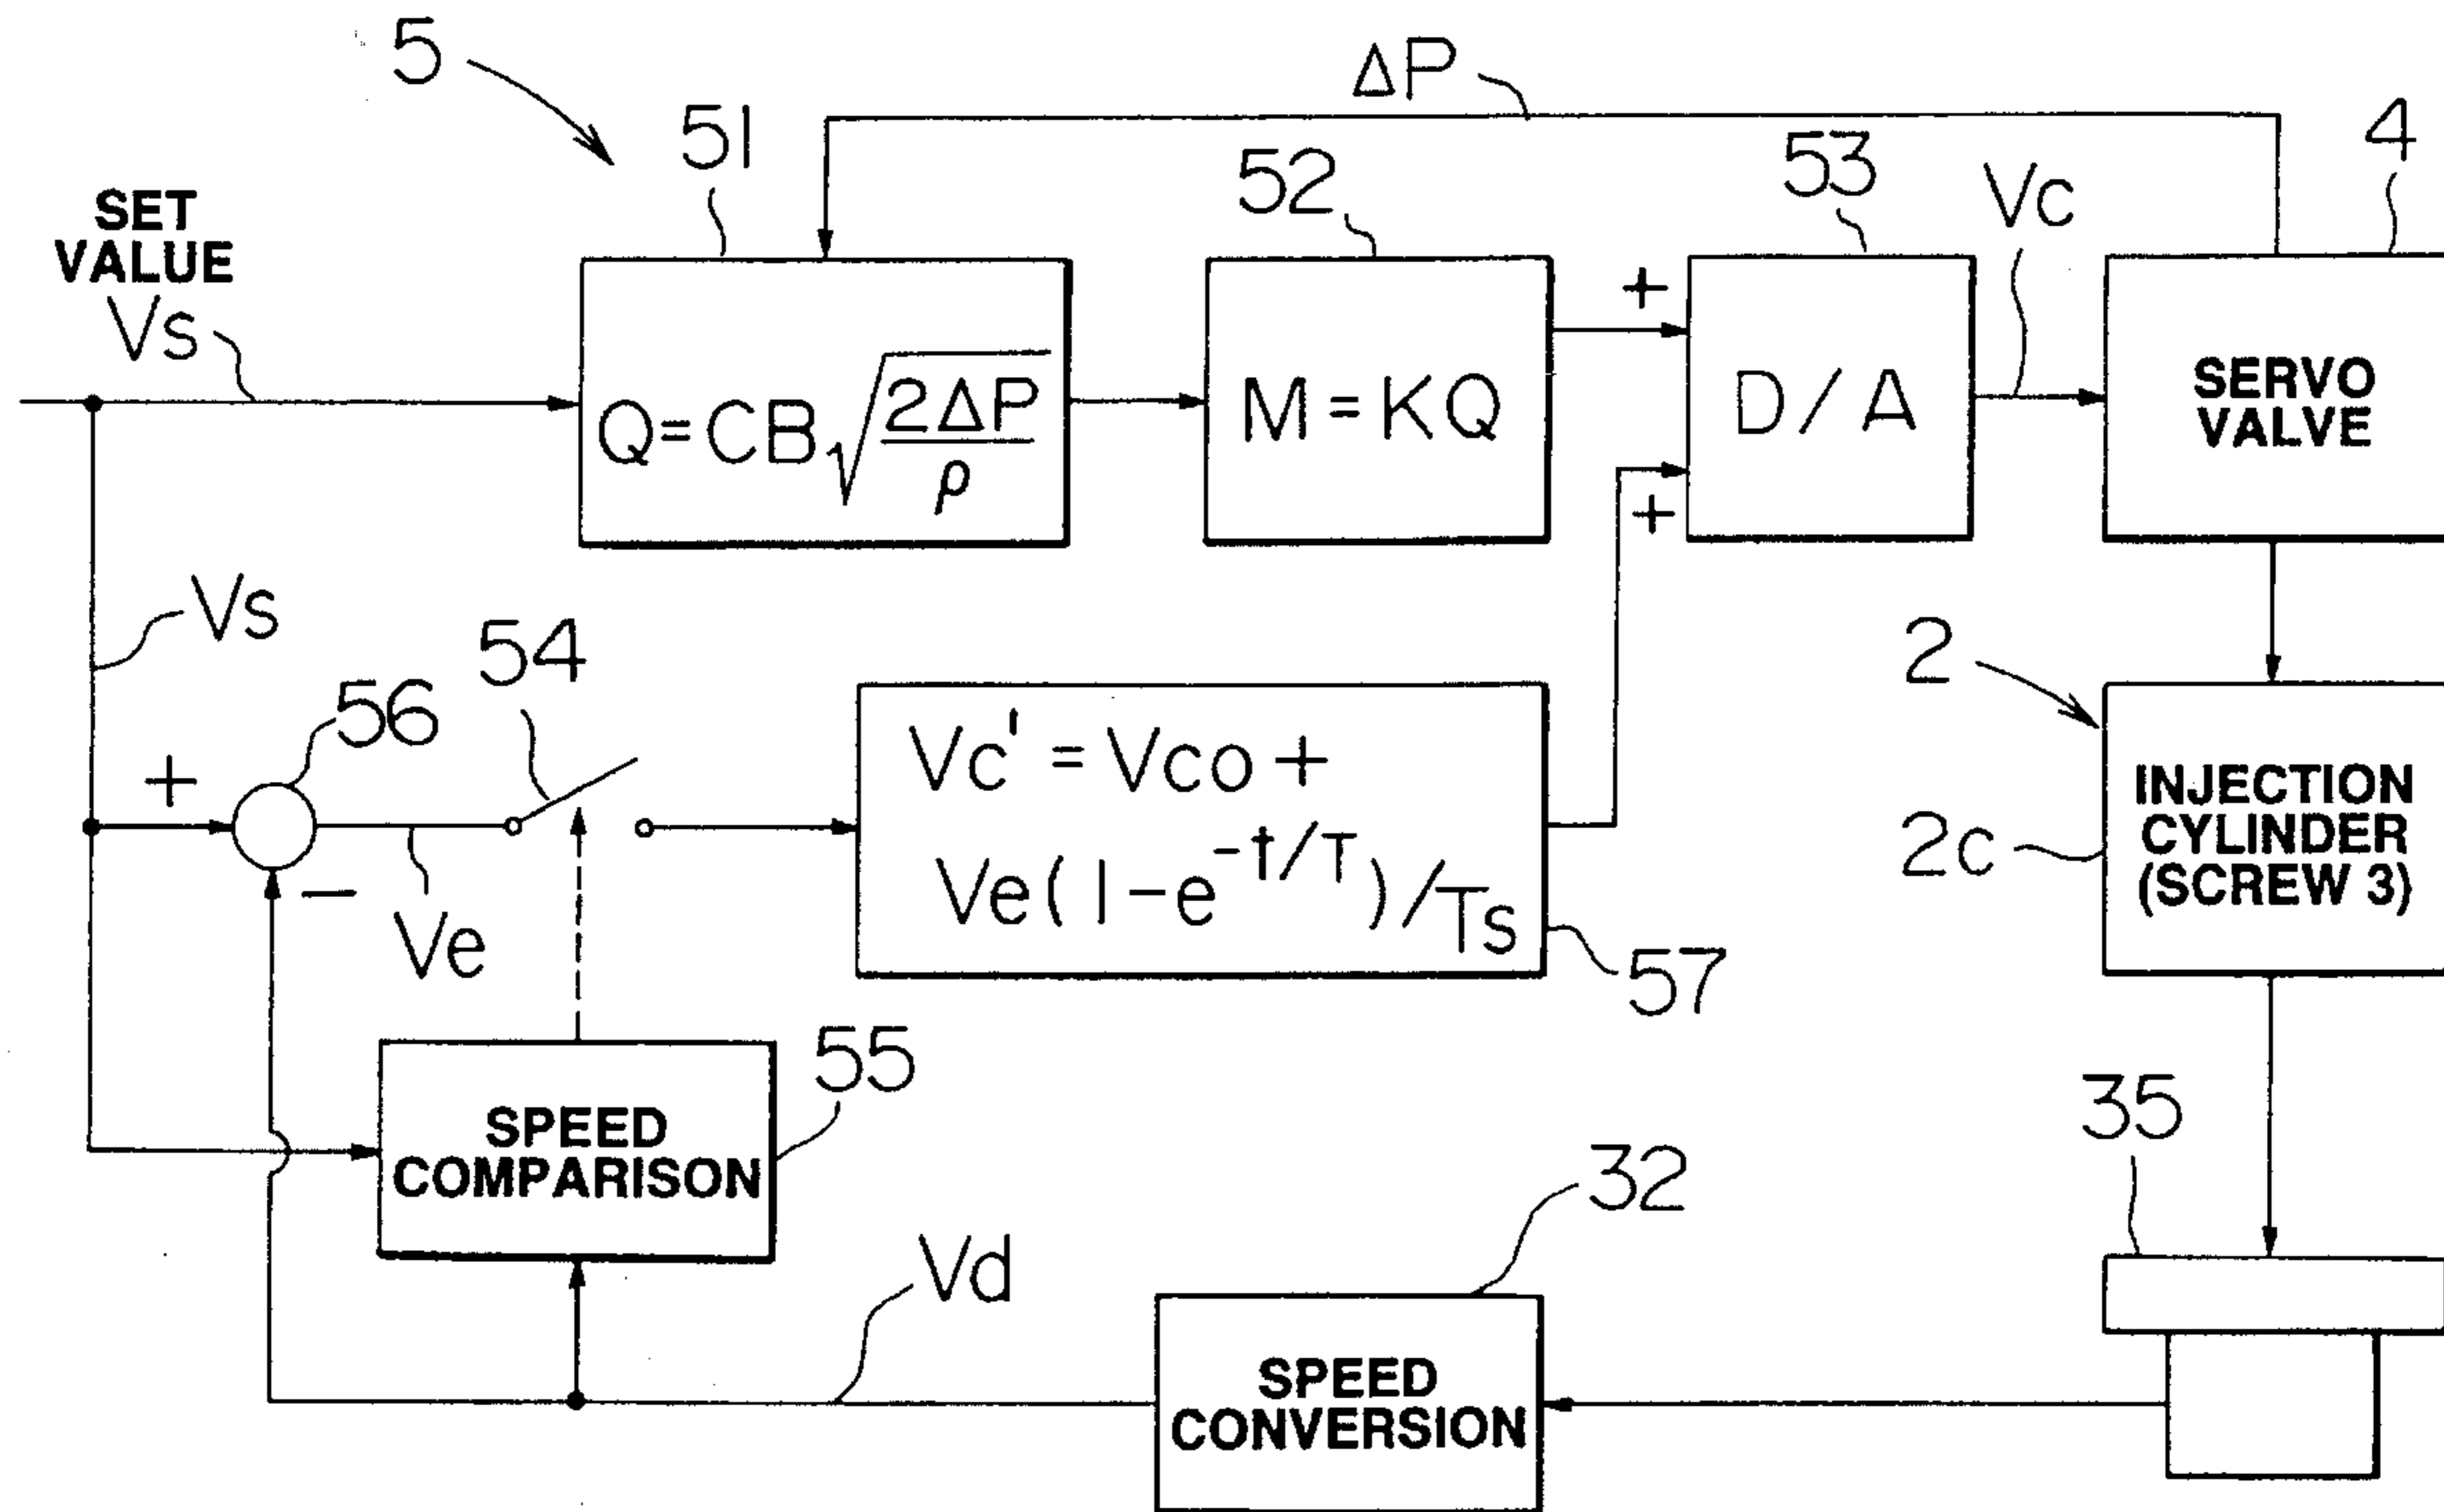 5
ΔP
51
52
53
Vc
4
SET
VALUE
Vs
Q=CB√(2ΔP/ρ)
M=KQ
+
+
D/A
SERVO
VALVE
Vs
54
56
+
−
Ve
Vc' = Vco +
Ve(1−e^{−t/T})/Ts
57
2
2c
INJECTION
CYLINDER
(SCREW 3)
55
SPEED
COMPARISON
35
32
Vd
SPEED
CONVERSION